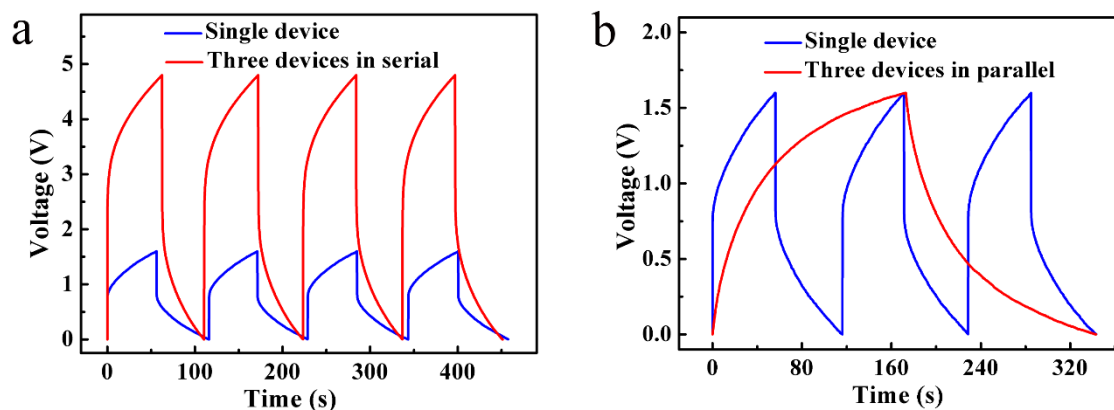 a
Single device
Three devices in serial
5
4
3
2
1
0
Voltage (V)
0 100 200 300 400
Time (s)
b
Single device
Three devices in parallel
2.0
1.5
1.0
0.5
0.0
Voltage (V)
0 80 160 240 320
Time (s)